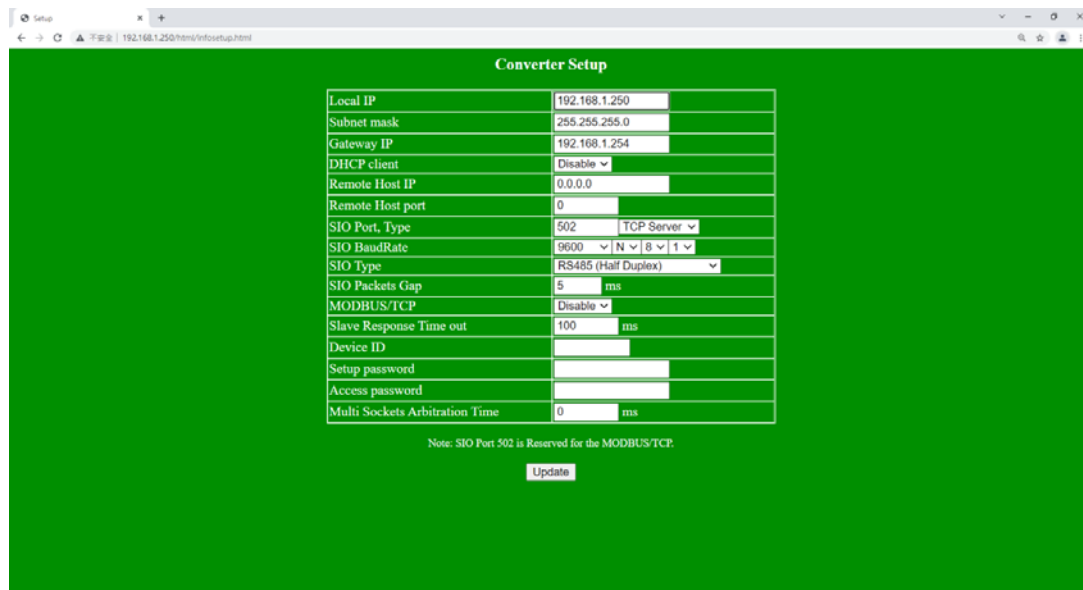 Setup
不安全 | 192.168.1.250/html/infosetup.html
Converter Setup
Local IP 192.168.1.250
Subnet mask 255.255.255.0
Gateway IP 192.168.1.254
DHCP client Disable
Remote Host IP 0.0.0.0
Remote Host port 0
SIO Port, Type 502 TCP Server
SIO BaudRate 9600 N 8 1
SIO Type RS485 (Half Duplex)
SIO Packets Gap 5 ms
MODBUS/TCP Disable
Slave Response Time out 100 ms
Device ID
Setup password
Access password
Multi Sockets Arbitration Time 0 ms
Note: SIO Port 502 is Reserved for the MODBUS/TCP.
Update